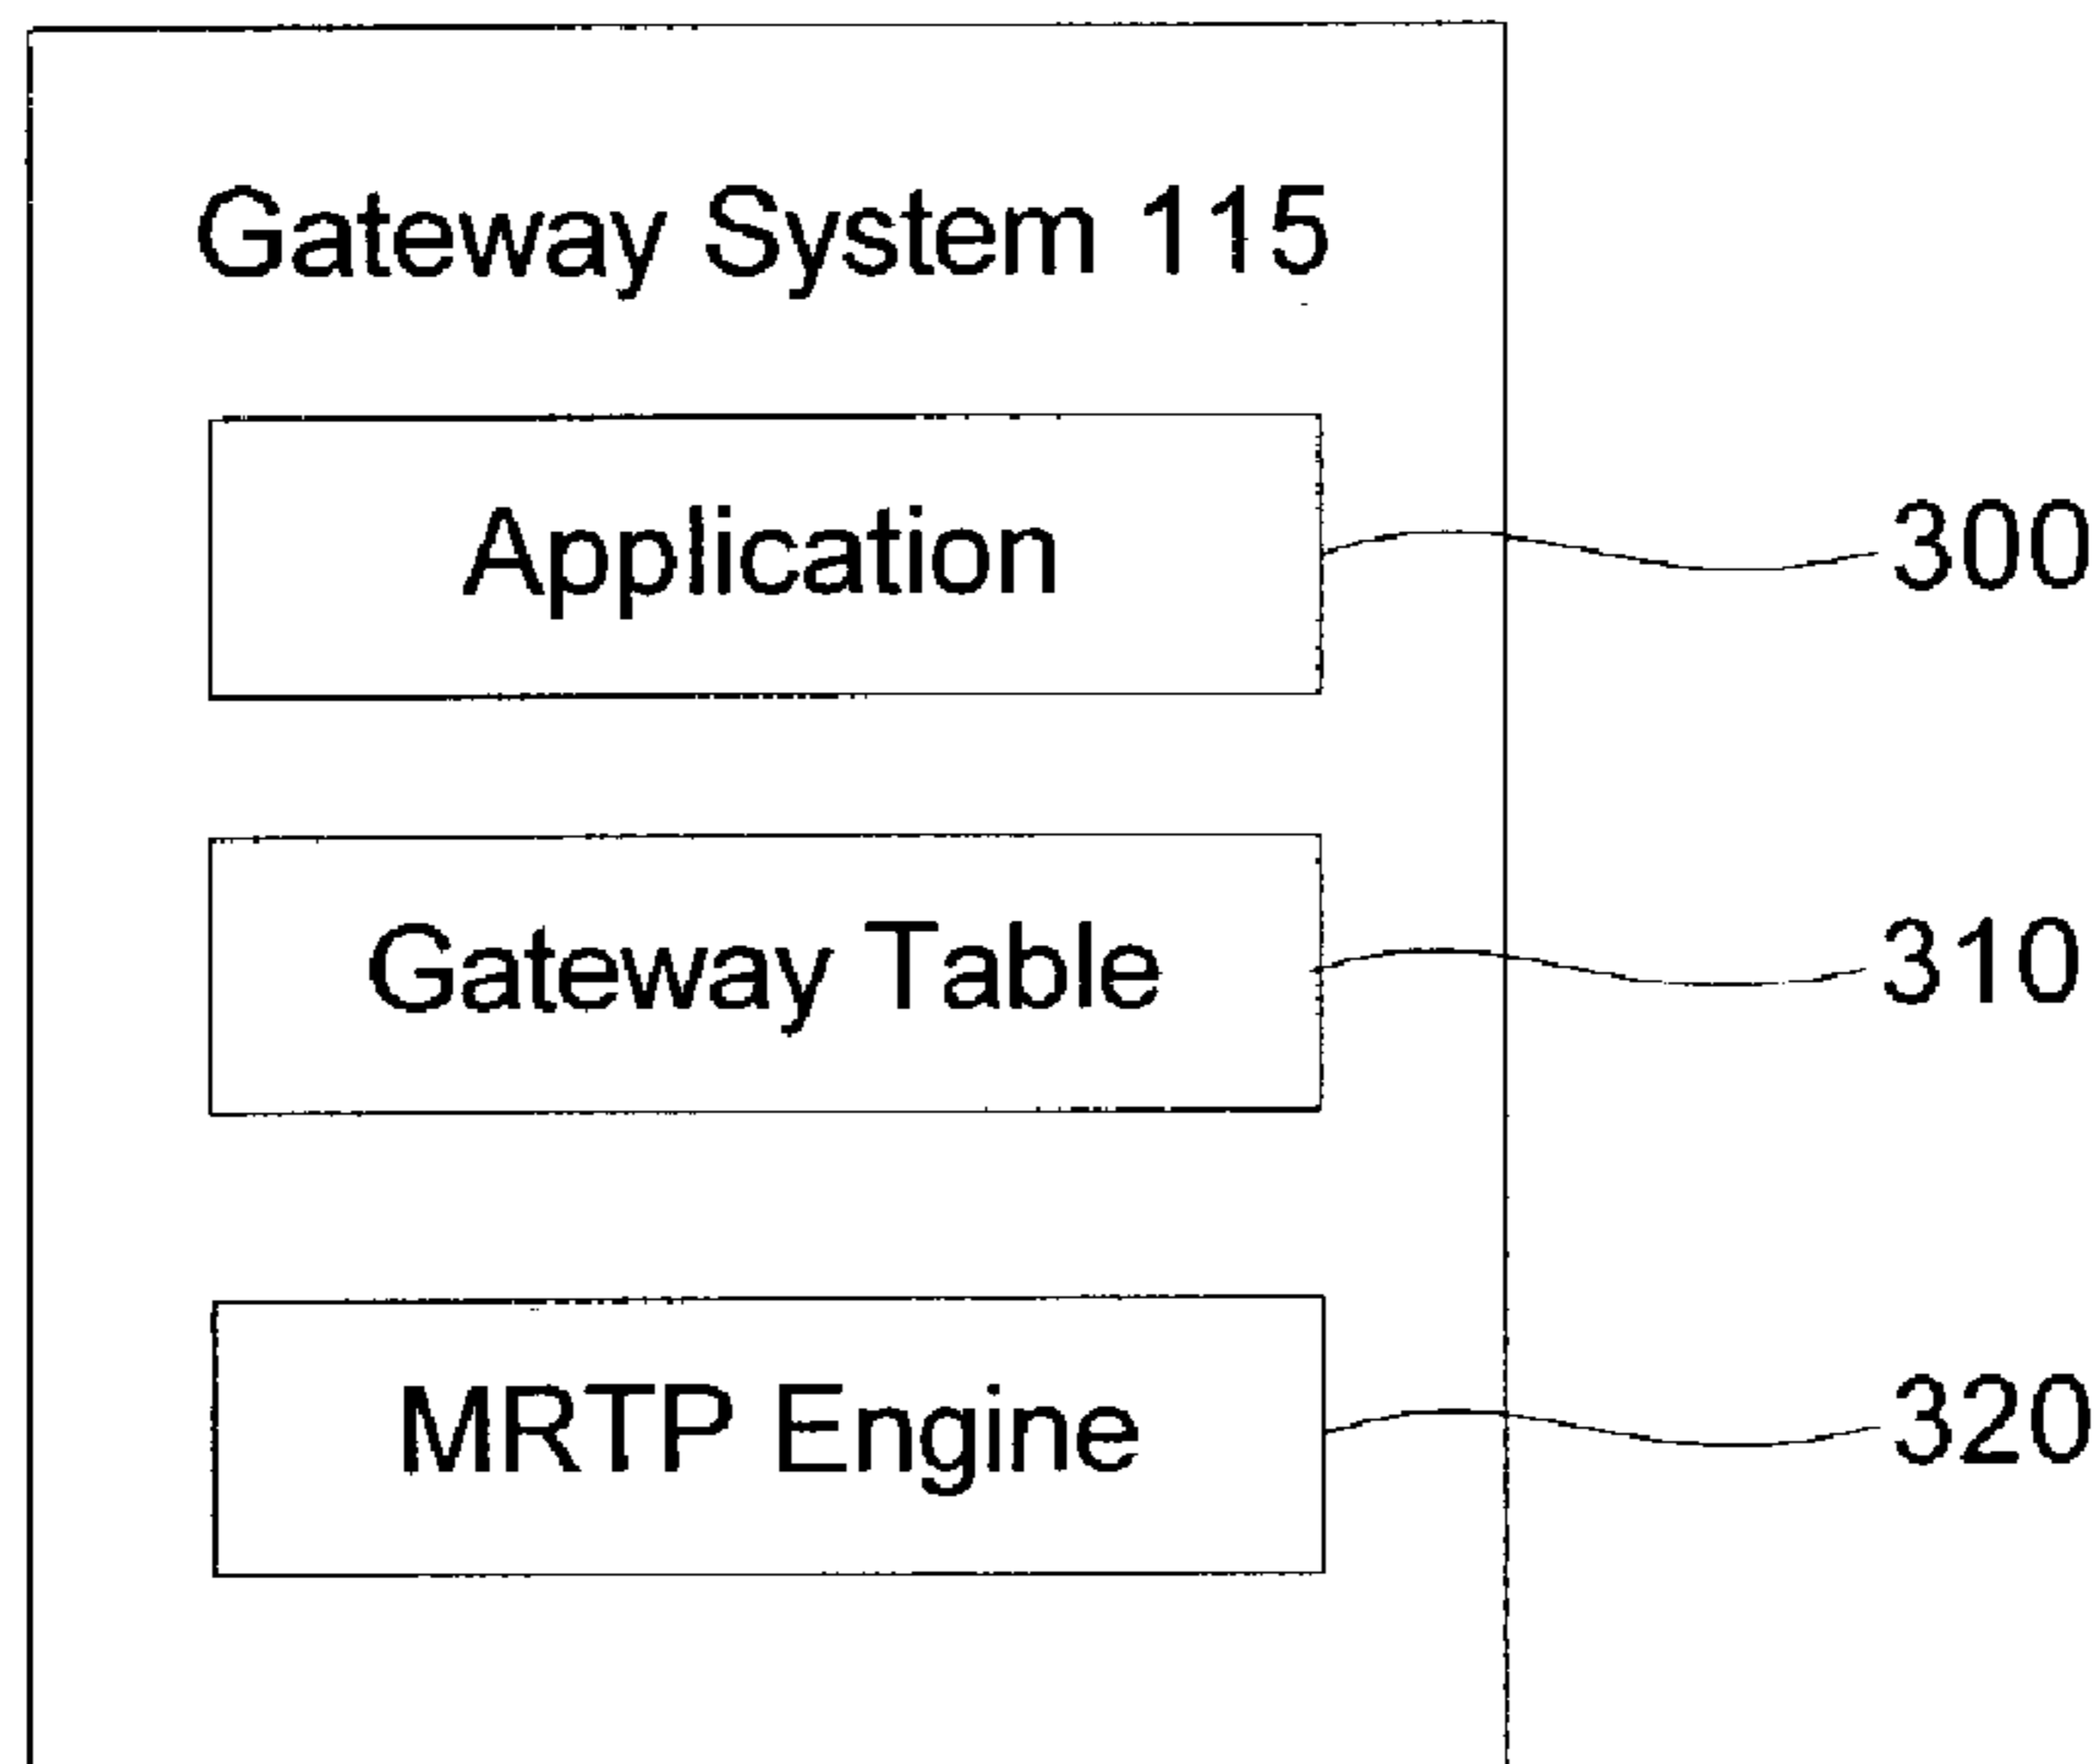 Gateway System 115
Application 300
Gateway Table 310
MRTP Engine 320